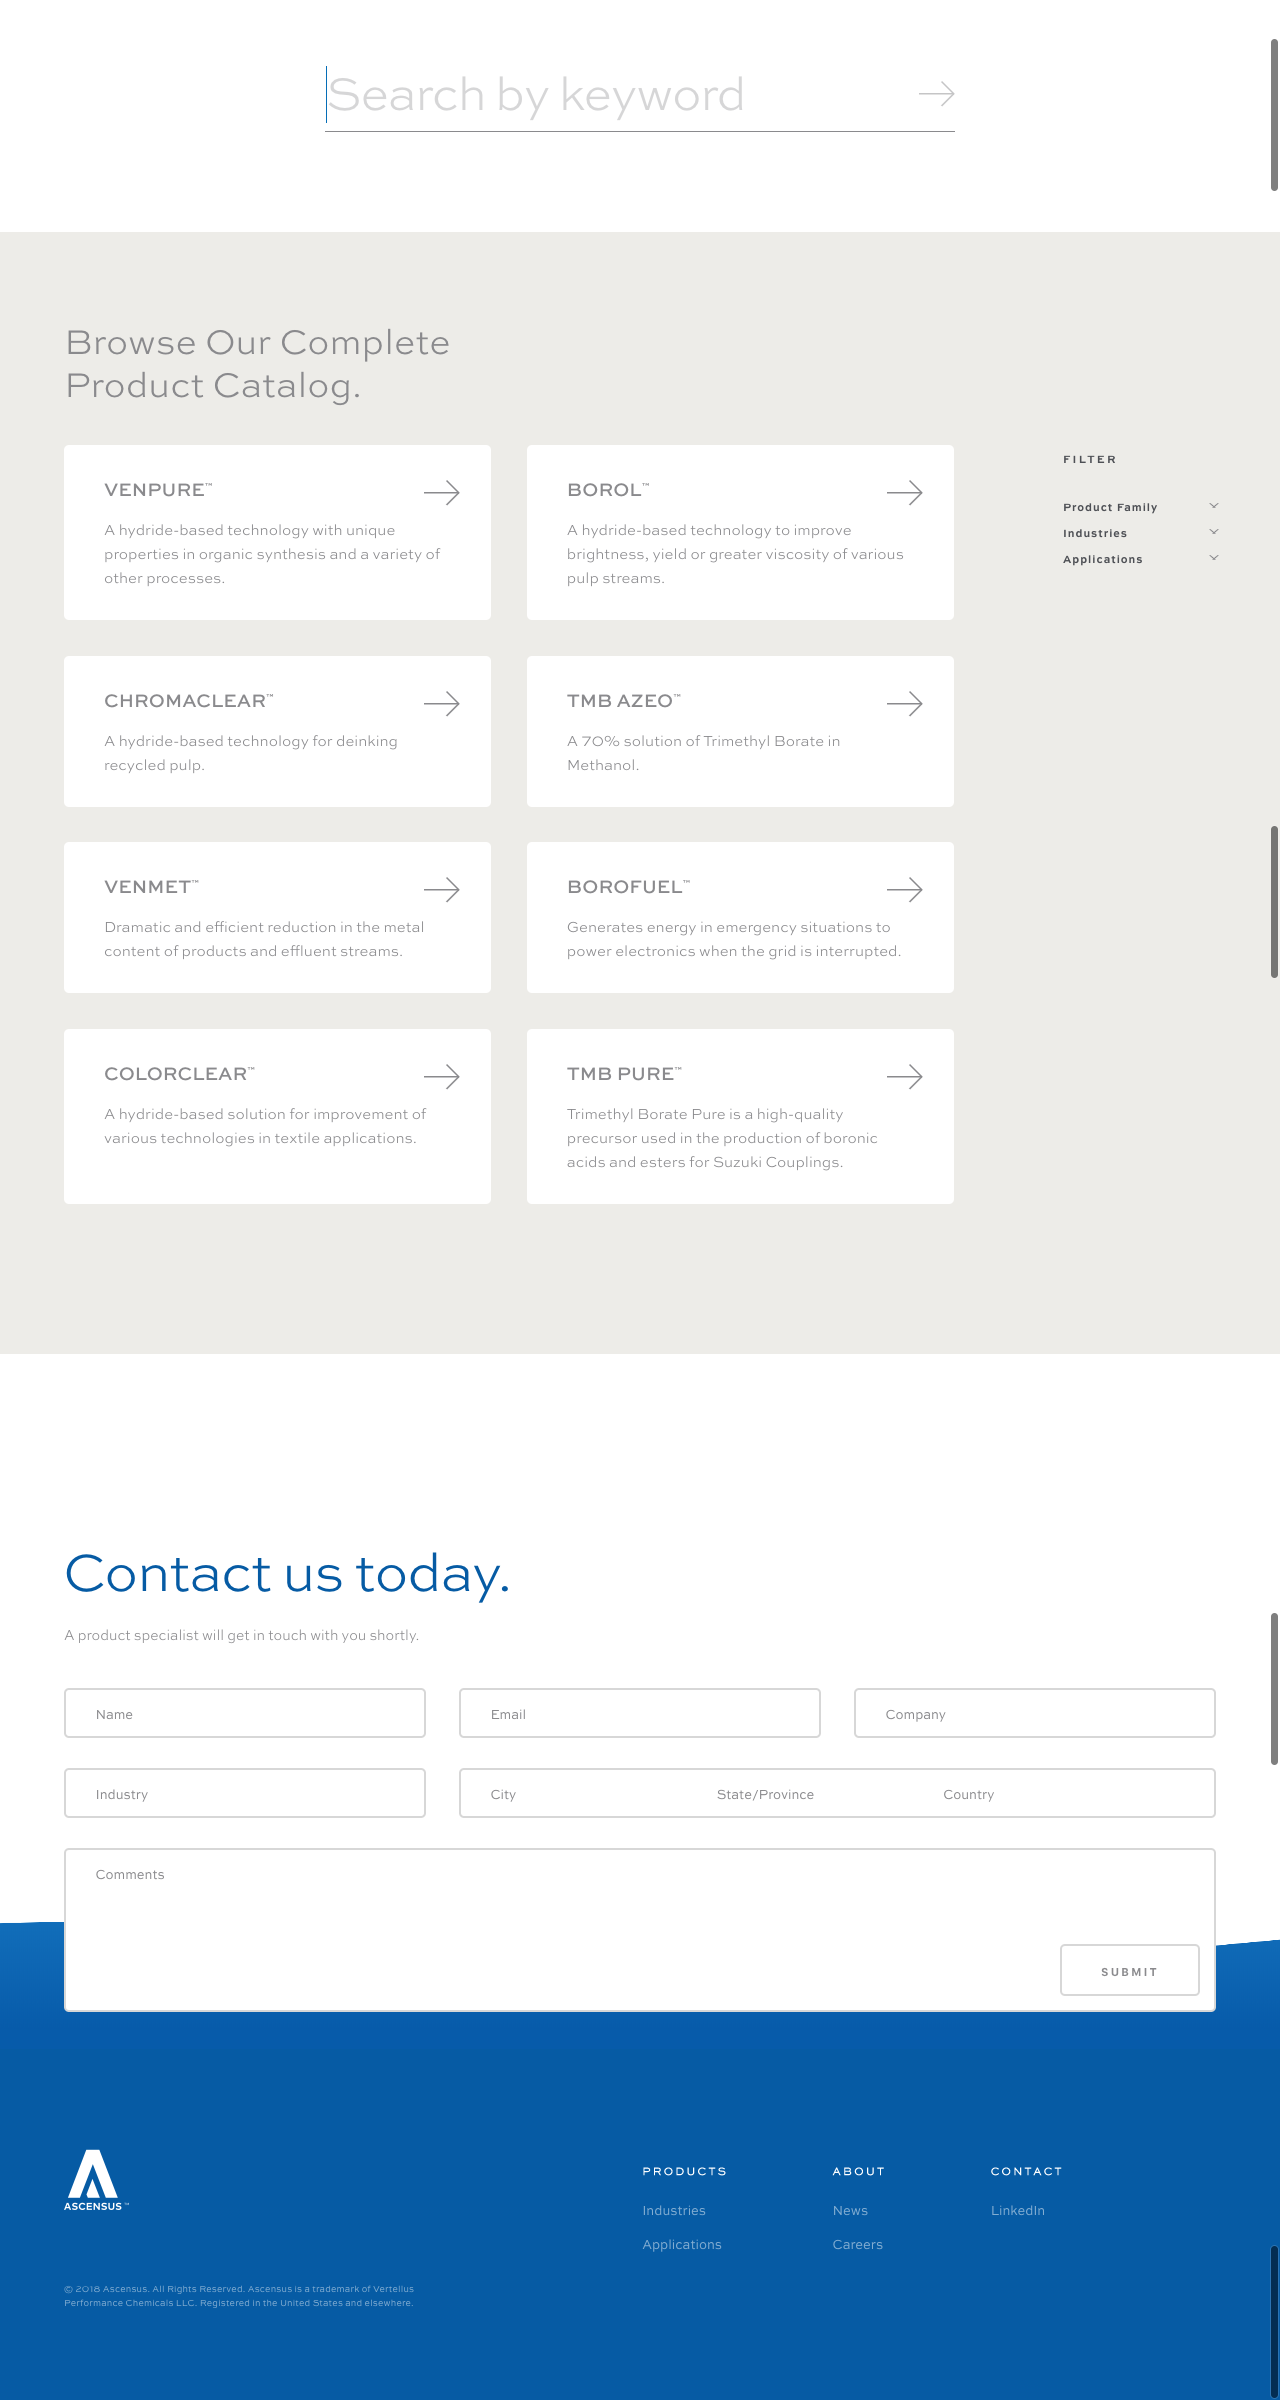 Search by keyword
Browse Our Complete
Product Catalog.
VENPURE™
A hydride-based technology with unique
properties in organic synthesis and a variety of
other processes.
BOROL™
A hydride-based technology to improve
brightness, yield or greater viscosity of various
pulp streams.
FILTER
Product Family
Industries
Applications
CHROMACLEAR™
A hydride-based technology for deinking
recycled pulp.
TMB AZEO™
A 70% solution of Trimethyl Borate in
Methanol.
VENMET™
Dramatic and efficient reduction in the metal
content of products and effluent streams.
BOROFUEL™
Generates energy in emergency situations to
power electronics when the grid is interrupted.
COLORCLEAR™
A hydride-based solution for improvement of
various technologies in textile applications.
TMB PURE™
Trimethyl Borate Pure is a high-quality
precursor used in the production of boronic
acids and esters for Suzuki Couplings.
Contact us today.
A product specialist will get in touch with you shortly.
Name
Email
Company
Industry
City
State/Province
Country
Comments
SUBMIT
ASCENSUS™
PRODUCTS
Industries
Applications
ABOUT
News
Careers
CONTACT
LinkedIn
© 2018 Ascensus. All Rights Reserved. Ascensus is a trademark of Vertellus
Performance Chemicals LLC. Registered in the United States and elsewhere.